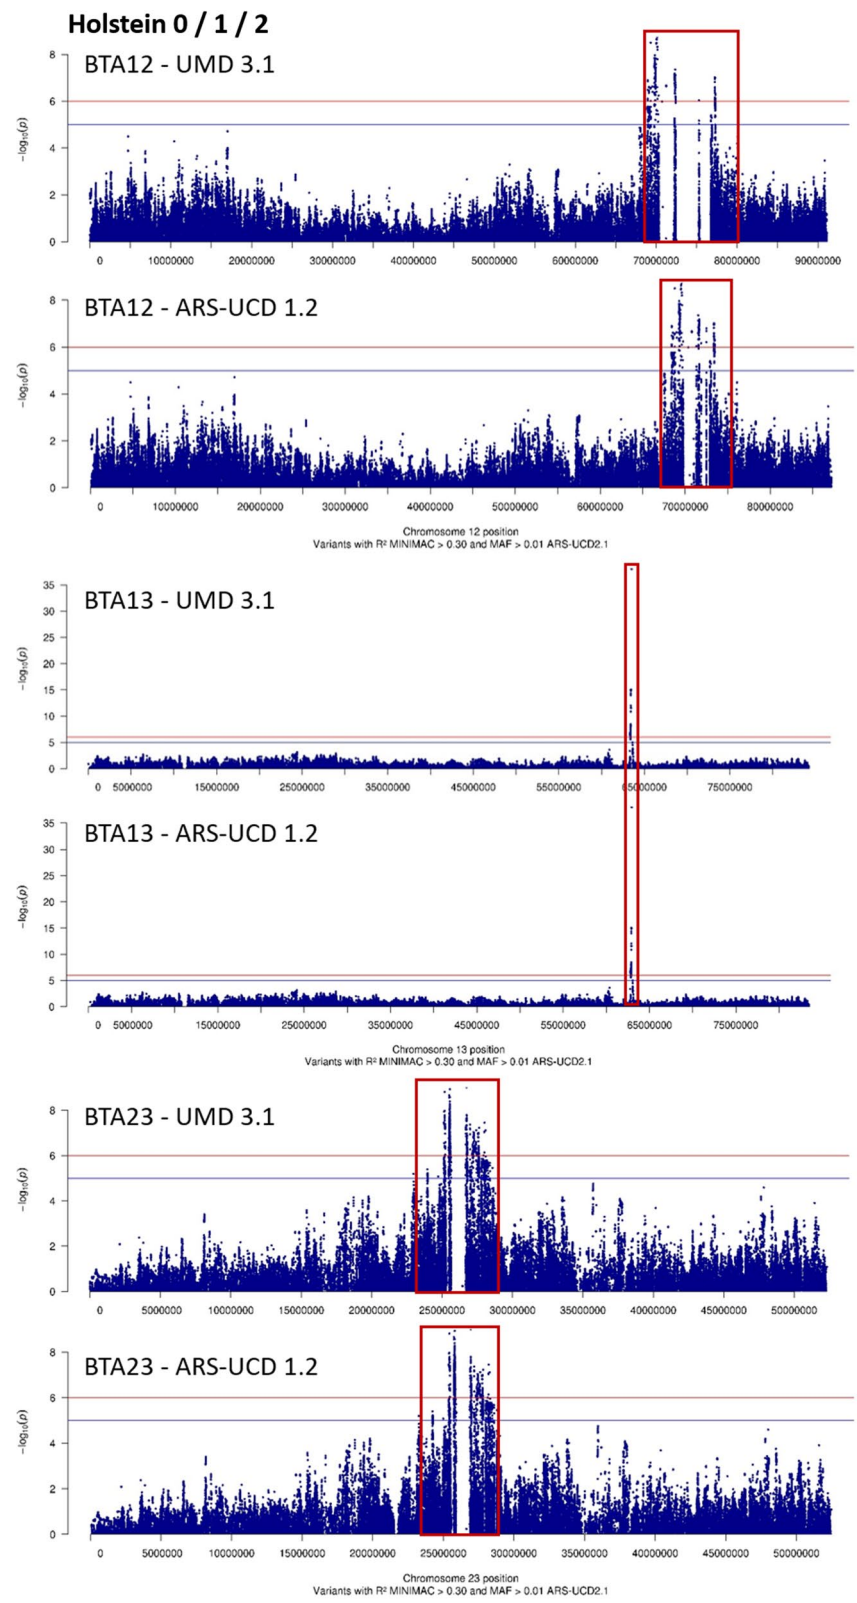 Holstein 0 / 1 / 2
BTA12 - UMD 3.1
8
6
4
2
0
−log₁₀(p)
0 10000000 20000000 30000000 40000000 50000000 60000000 70000000 80000000 90000000
BTA12 - ARS-UCD 1.2
8
6
4
2
0
−log₁₀(p)
0 10000000 20000000 30000000 40000000 50000000 60000000 70000000 80000000
Chromosome 12 position
Variants with R² MINIMAC > 0.30 and MAF > 0.01 ARS-UCD2.1
BTA13 - UMD 3.1
35
30
25
20
15
10
5
0
−log₁₀(p)
0 5000000 15000000 25000000 35000000 45000000 55000000 65000000 75000000
BTA13 - ARS-UCD 1.2
35
30
25
20
15
10
5
0
−log₁₀(p)
0 5000000 15000000 25000000 35000000 45000000 55000000 65000000 75000000
Chromosome 13 position
Variants with R² MINIMAC > 0.30 and MAF > 0.01 ARS-UCD2.1
BTA23 - UMD 3.1
8
6
4
2
0
−log₁₀(p)
0 5000000 10000000 15000000 20000000 25000000 30000000 35000000 40000000 45000000 50000000
BTA23 - ARS-UCD 1.2
8
6
4
2
0
−log₁₀(p)
0 5000000 10000000 15000000 20000000 25000000 30000000 35000000 40000000 45000000 50000000
Chromosome 23 position
Variants with R² MINIMAC > 0.30 and MAF > 0.01 ARS-UCD2.1